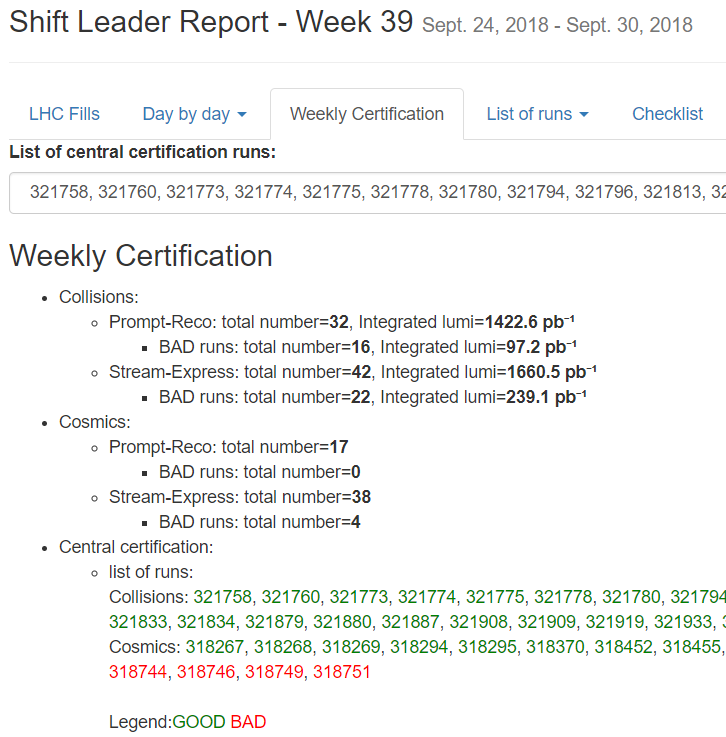 Shift Leader Report - Week 39 Sept. 24, 2018 - Sept. 30, 2018
LHC Fills Day by day Weekly Certification List of runs Checklist
List of central certification runs:
321758, 321760, 321773, 321774, 321775, 321778, 321780, 321794, 321796, 321813, 32
Weekly Certification
Collisions:
Prompt-Reco: total number=32, Integrated lumi=1422.6 pb⁻¹
BAD runs: total number=16, Integrated lumi=97.2 pb⁻¹
Stream-Express: total number=42, Integrated lumi=1660.5 pb⁻¹
BAD runs: total number=22, Integrated lumi=239.1 pb⁻¹
Cosmics:
Prompt-Reco: total number=17
BAD runs: total number=0
Stream-Express: total number=38
BAD runs: total number=4
Central certification:
list of runs:
Collisions: 321758, 321760, 321773, 321774, 321775, 321778, 321780, 321794
321833, 321834, 321879, 321880, 321887, 321908, 321909, 321919, 321933,
Cosmics: 318267, 318268, 318269, 318294, 318295, 318370, 318452, 318455,
318744, 318746, 318749, 318751
Legend:GOOD BAD